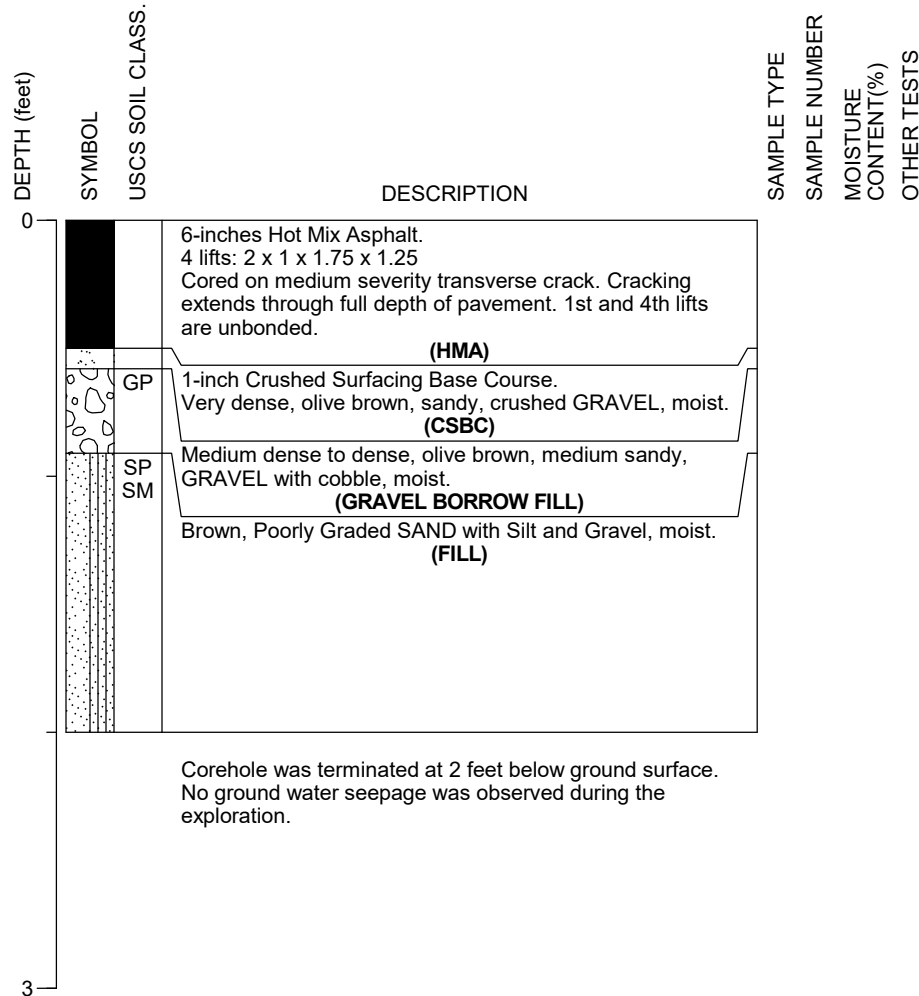 DEPTH (feet)
SYMBOL
USCS SOIL CLASS.
DESCRIPTION
SAMPLE TYPE
SAMPLE NUMBER
MOISTURE
CONTENT(%)
OTHER TESTS
0
6-inches Hot Mix Asphalt.
4 lifts: 2 x 1 x 1.75 x 1.25
Cored on medium severity transverse crack. Cracking
extends through full depth of pavement. 1st and 4th lifts
are unbonded.
(HMA)
GP
1-inch Crushed Surfacing Base Course.
Very dense, olive brown, sandy, crushed GRAVEL, moist.
(CSBC)
SP
SM
Medium dense to dense, olive brown, medium sandy,
GRAVEL with cobble, moist.
(GRAVEL BORROW FILL)
Brown, Poorly Graded SAND with Silt and Gravel, moist.
(FILL)
Corehole was terminated at 2 feet below ground surface.
No ground water seepage was observed during the
exploration.
3